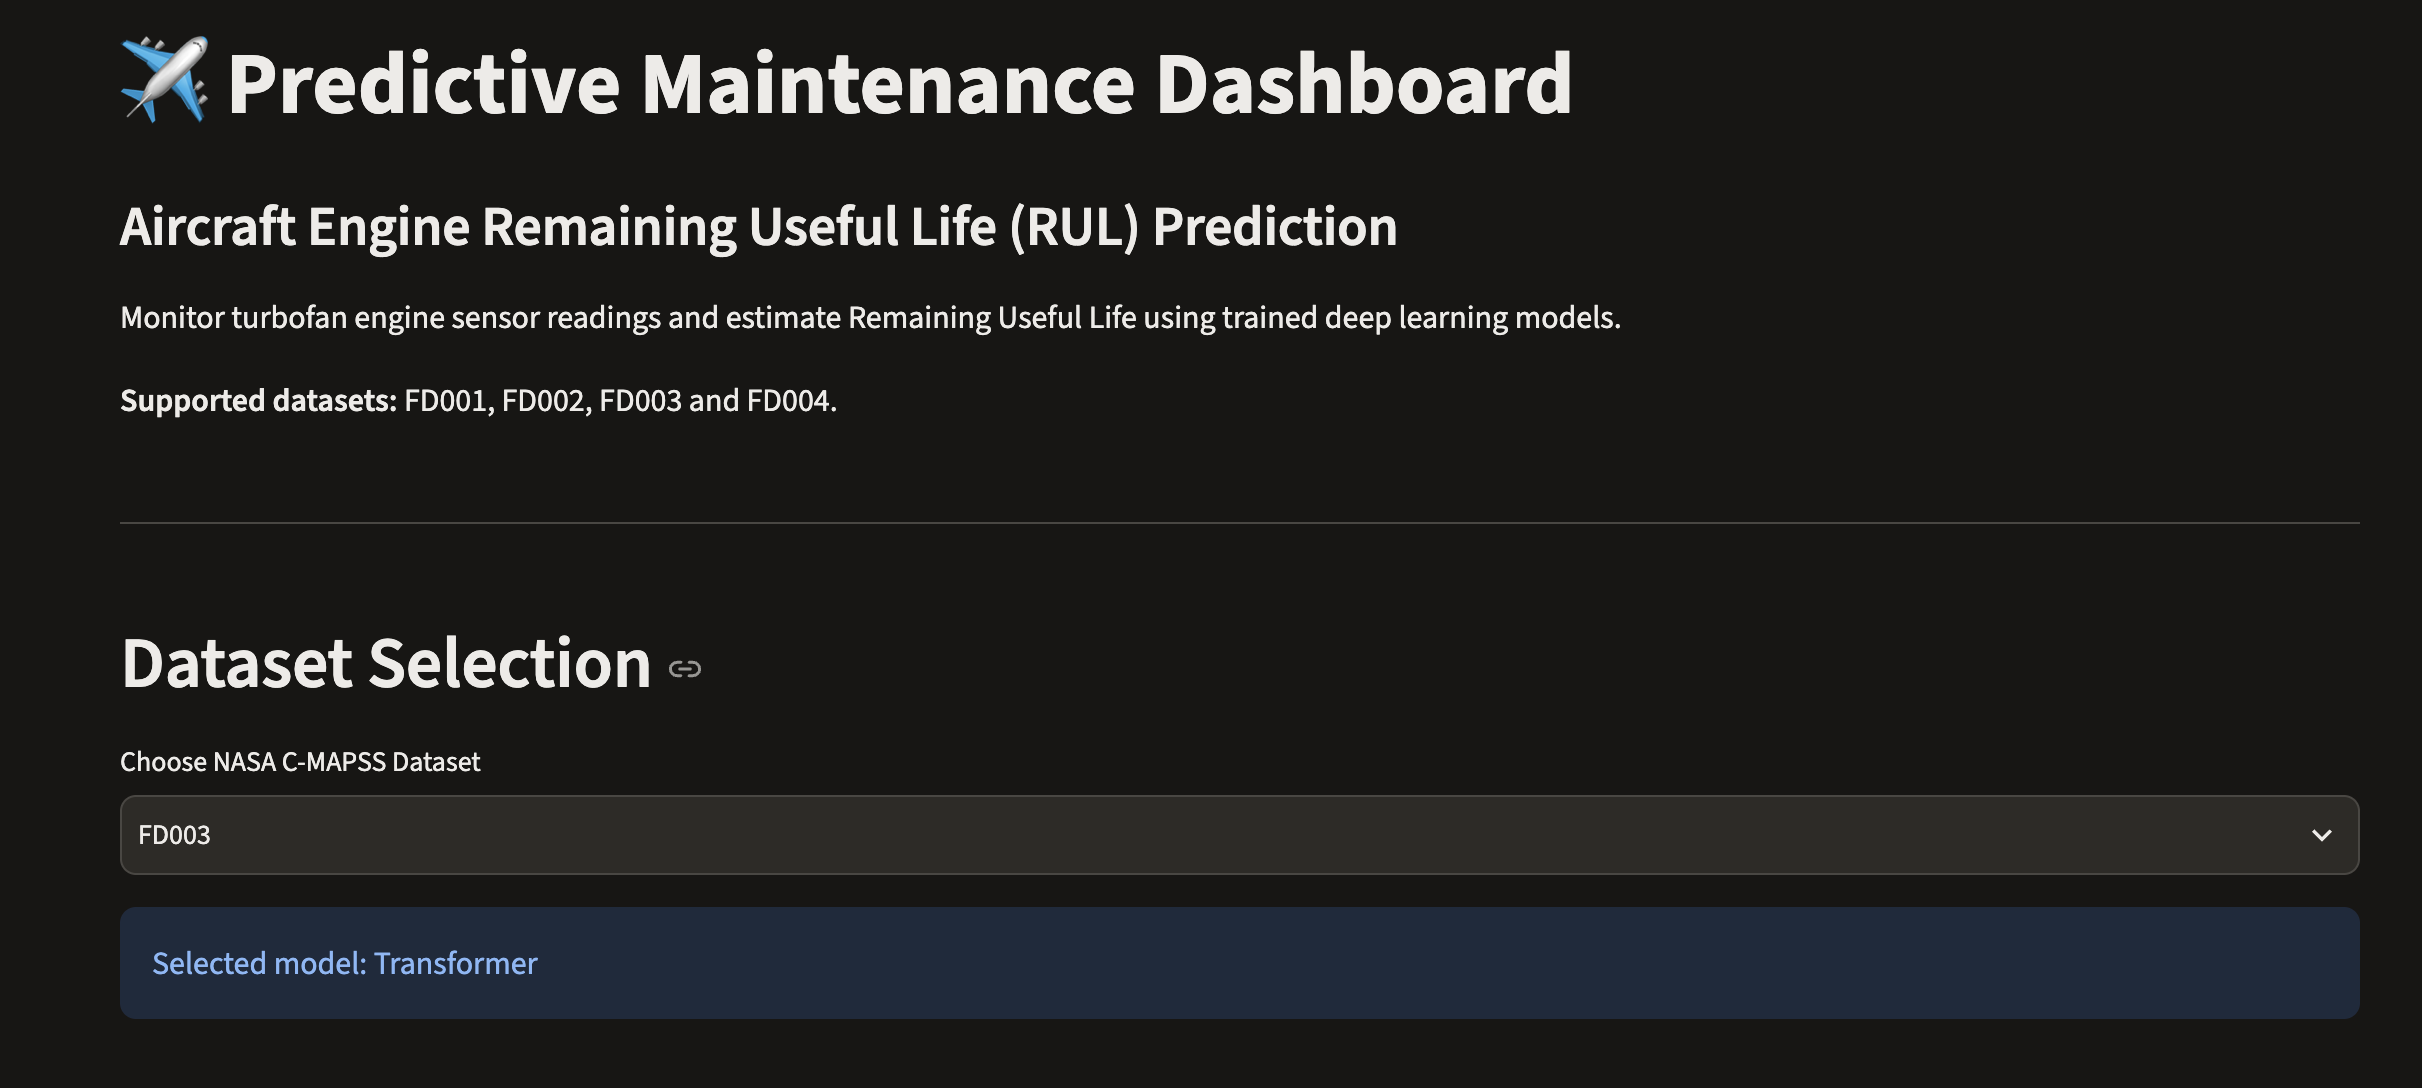 Predictive Maintenance Dashboard
Aircraft Engine Remaining Useful Life (RUL) Prediction
Monitor turbofan engine sensor readings and estimate Remaining Useful Life using trained deep learning models.
Supported datasets: FD001, FD002, FD003 and FD004.
Dataset Selection
Choose NASA C-MAPSS Dataset
FD003
Selected model: Transformer